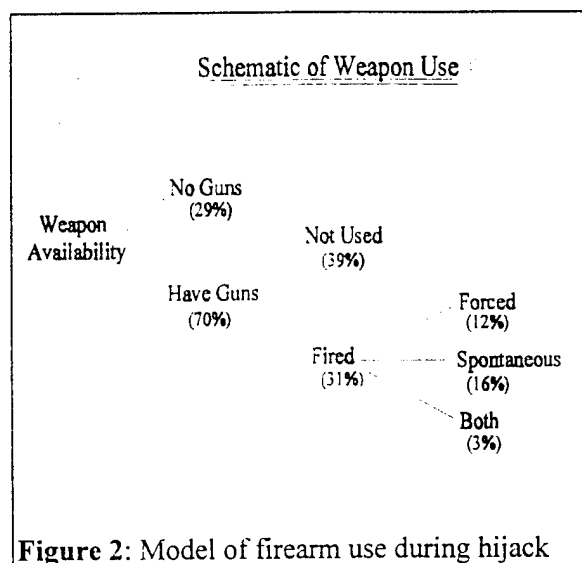 Schematic of Weapon Use
No Guns
(29%)
Weapon
Availability
Not Used
(39%)
Have Guns
(70%)
Forced
(12%)
Fired
(31%)
Spontaneous
(16%)
Both
(3%)
Figure 2: Model of firearm use during hijack